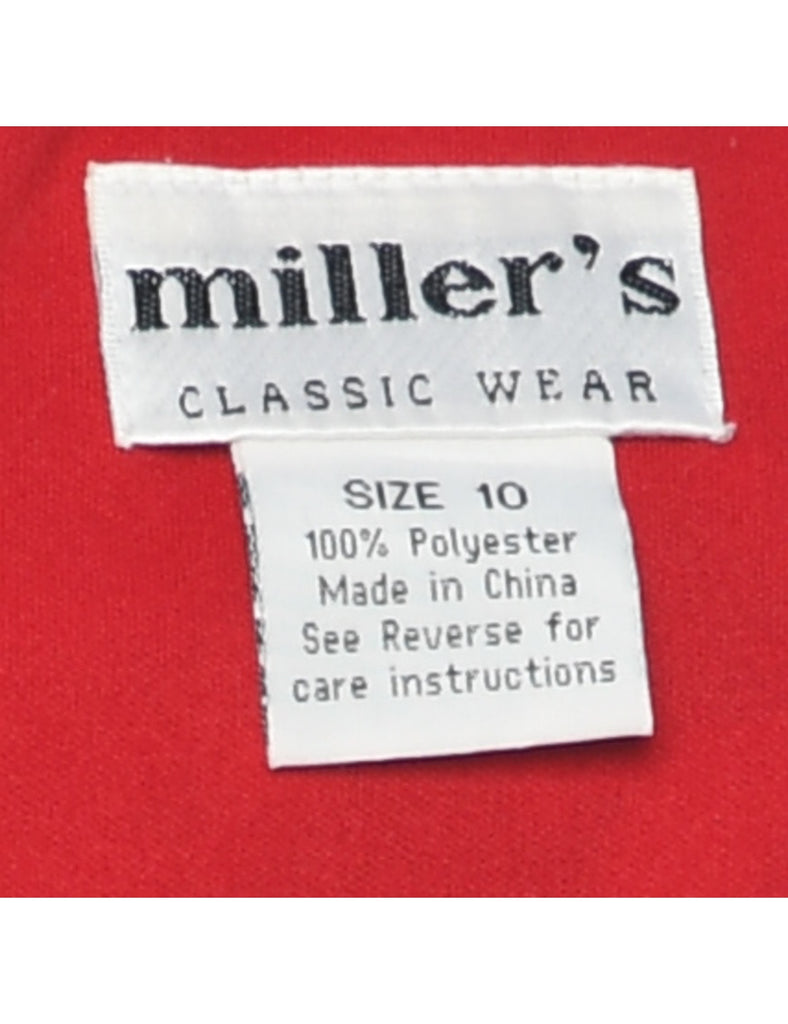 miller's
CLASSIC WEAR
SIZE 10
100% Polyester
Made in China
See Reverse for
care instructions